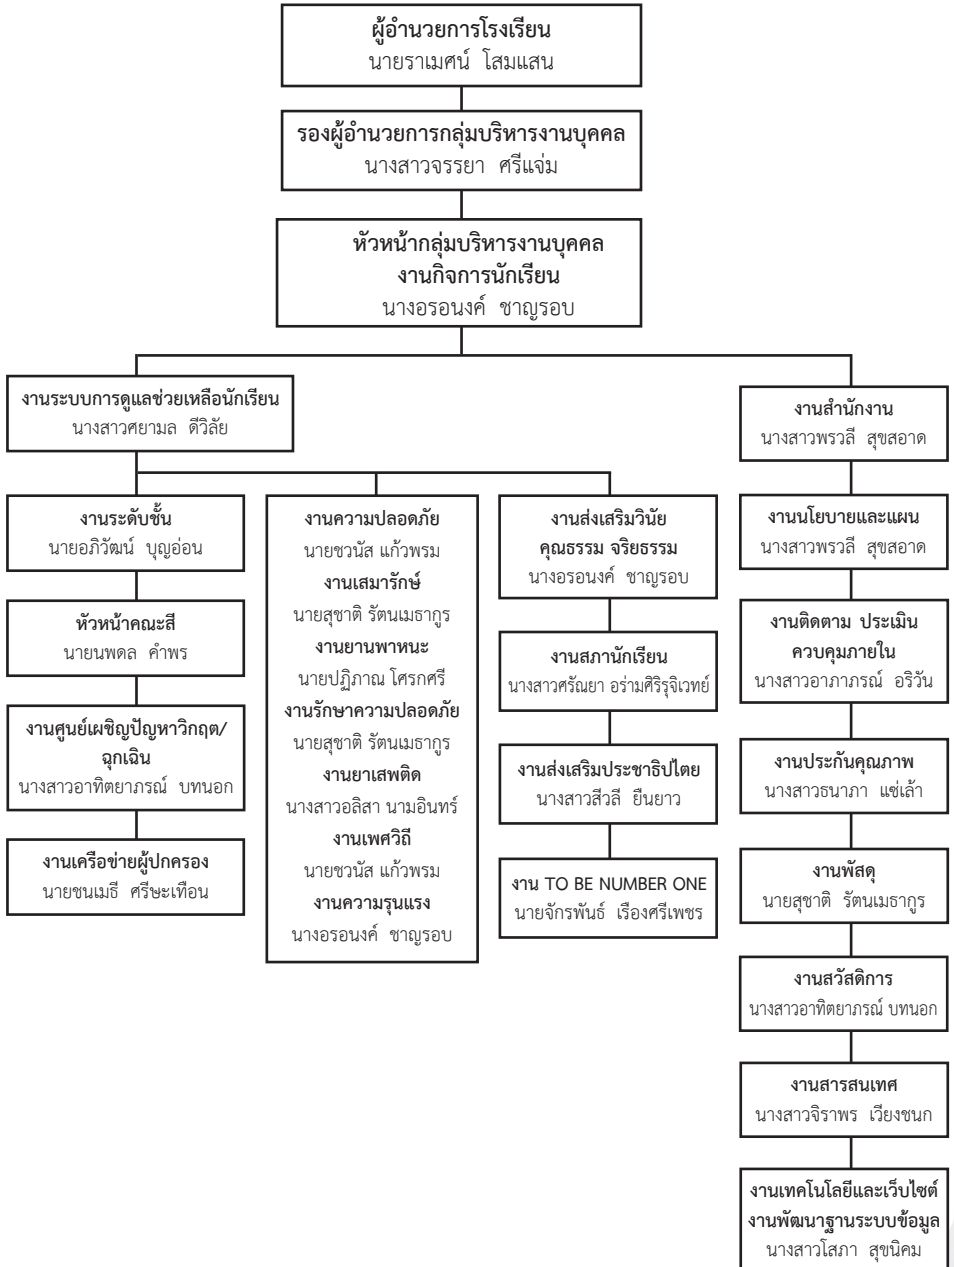 ผู้อำนวยการโรงเรียน
นายราเมศน์ โสมแสน
รองผู้อำนวยการกลุ่มบริหารงานบุคคล
นางสาวจรรยา ศรีแจ่ม
หัวหน้ากลุ่มบริหารงานบุคคล
งานกิจการนักเรียน
นางอรอนงค์ ชาญรอบ
งานระบบการดูแลช่วยเหลือนักเรียน
นางสาวศยามล ดีวิลัย
งานระดับชั้น
นายอภิวัฒน์ บุญอ่อน
หัวหน้าคณะสี
นายนพดล คำพร
งานศูนย์เผชิญปัญหาวิกฤต/
ฉุกเฉิน
นางสาวอาทิตยาภรณ์ บทนอก
งานเครือข่ายผู้ปกครอง
นายชนเมธี ศรีษะเทือน
งานความปลอดภัย
นายชวนัส แก้วพรม
งานเสมารักษ์
นายสุชาติ รัตนเมธากูร
งานยานพาหนะ
นายปฏิภาณ โศรกศรี
งานรักษาความปลอดภัย
นายสุชาติ รัตนเมธากูร
งานยาเสพติด
นางสาวอลิสา นามอินทร์
งานเพศวิถี
นายชวนัส แก้วพรม
งานความรุนแรง
นางอรอนงค์ ชาญรอบ
งานส่งเสริมวินัย
คุณธรรม จริยธรรม
นางอรอนงค์ ชาญรอบ
งานสภานักเรียน
นางสาวศรัณยา อร่ามศิริรุจิเวทย์
งานส่งเสริมประชาธิปไตย
นางสาวสีวลี ยืนยาว
งาน TO BE NUMBER ONE
นายจักรพันธ์ เรืองศรีเพชร
งานสำนักงาน
นางสาวพรวลี สุขสอาด
งานนโยบายและแผน
นางสาวพรวลี สุขสอาด
งานติดตาม ประเมิน
ควบคุมภายใน
นางสาวอาภาภรณ์ อริวัน
งานประกันคุณภาพ
นางสาวธนาภา แซ่เล้า
งานพัสดุ
นายสุชาติ รัตนเมธากูร
งานสวัสดิการ
นางสาวอาทิตยาภรณ์ บทนอก
งานสารสนเทศ
นางสาวจิราพร เวียงชนก
งานเทคโนโลยีและเว็บไซต์
งานพัฒนาฐานระบบข้อมูล
นางสาวโสภา สุขนิคม